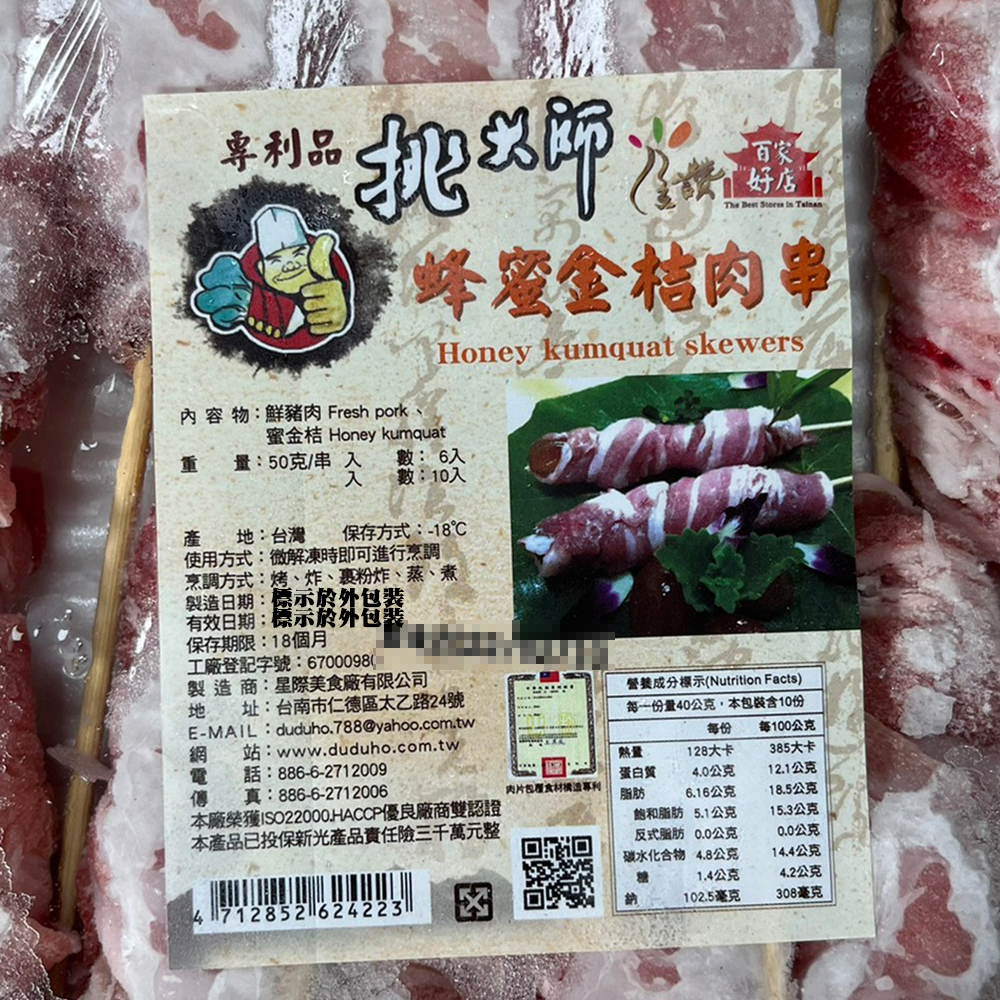 專利品 挑大師
讚
百家
好店
The Best Stores in Tainan
蜂蜜金桔肉串
Honey kumquat skewers
內容物：鮮豬肉 Fresh pork、
蜜金桔 Honey kumquat
重量：50克/串 入數：6入
入數：10入
產地：台灣 保存方式：-18℃
使用方式：微解凍時即可進行烹調
烹調方式：烤、炸、裹粉炸、蒸、煮
製造日期：標示於外包裝
有效日期：標示於外包裝
保存期限：18個月
工廠登記字號：6700098
製造商：星際美食廠有限公司
地址：台南市仁德區太乙路24號
E-MAIL：duduho.788@yahoo.com.tw
網站：www.duduho.com.tw
電話：886-6-2712009
傳真：886-6-2712006
本廠榮獲ISO22000.HACCP優良廠商雙認證
本產品已投保新光產品責任險三千萬元整
肉片包覆食材構造專利
營養成分標示(Nutrition Facts)
每一份量40公克，本包裝含10份
每份 每100公克
熱量 128大卡 385大卡
蛋白質 4.0公克 12.1公克
脂肪 6.16公克 18.5公克
飽和脂肪 5.1公克 15.3公克
反式脂肪 0.0公克 0.0公克
碳水化合物 4.8公克 14.4公克
糖 1.4公克 4.2公克
鈉 102.5毫克 308毫克
4 712852 624223